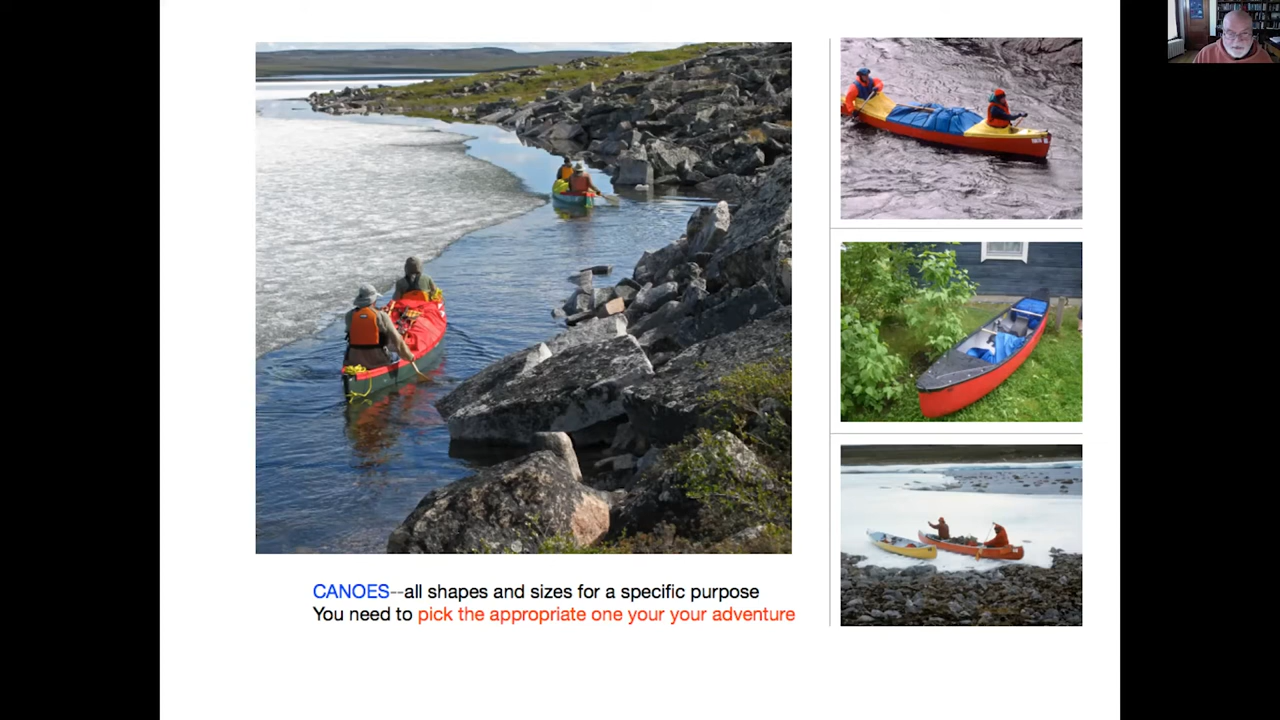 CANOES--all shapes and sizes for a specific purpose
You need to pick the appropriate one your your adventure